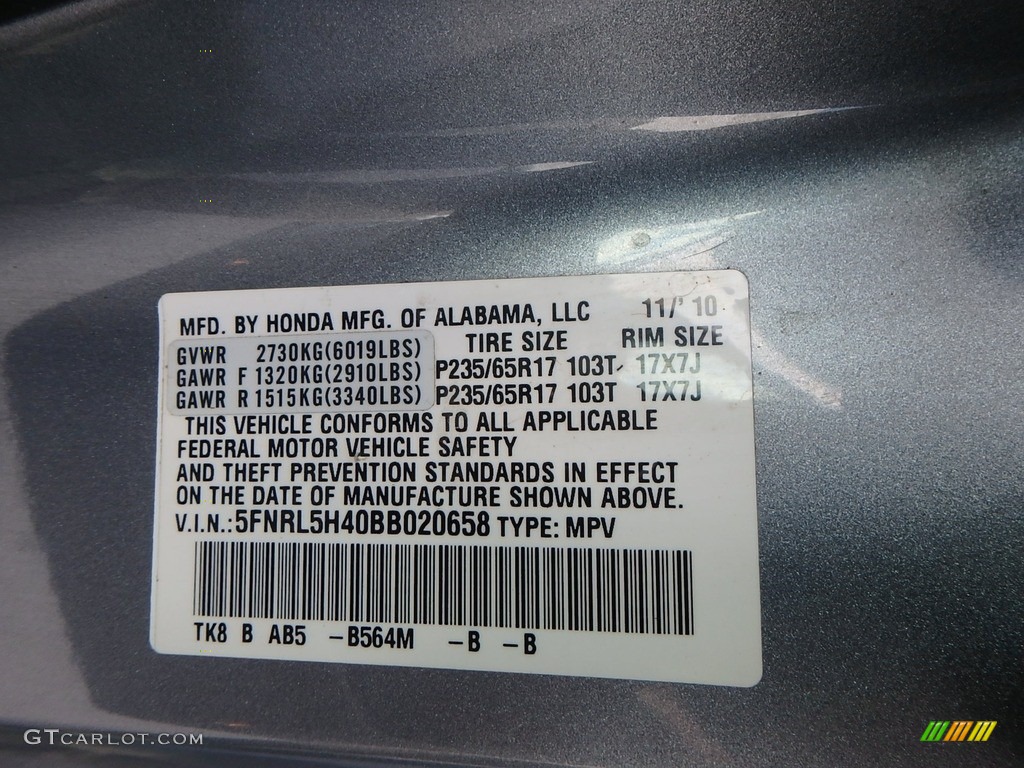 MFD. BY HONDA MFG. OF ALABAMA, LLC 11/' 10
TIRE SIZE RIM SIZE
GVWR 2730KG(6019LBS)
GAWR F 1320KG(2910LBS) P235/65R17 103T 17X7J
GAWR R 1515KG(3340LBS) P235/65R17 103T 17X7J
THIS VEHICLE CONFORMS TO ALL APPLICABLE
FEDERAL MOTOR VEHICLE SAFETY
AND THEFT PREVENTION STANDARDS IN EFFECT
ON THE DATE OF MANUFACTURE SHOWN ABOVE.
V.I.N.:5FNRL5H40BB020658 TYPE: MPV
TK8 B AB5 –B564M –B –B
GTCARLOT.COM